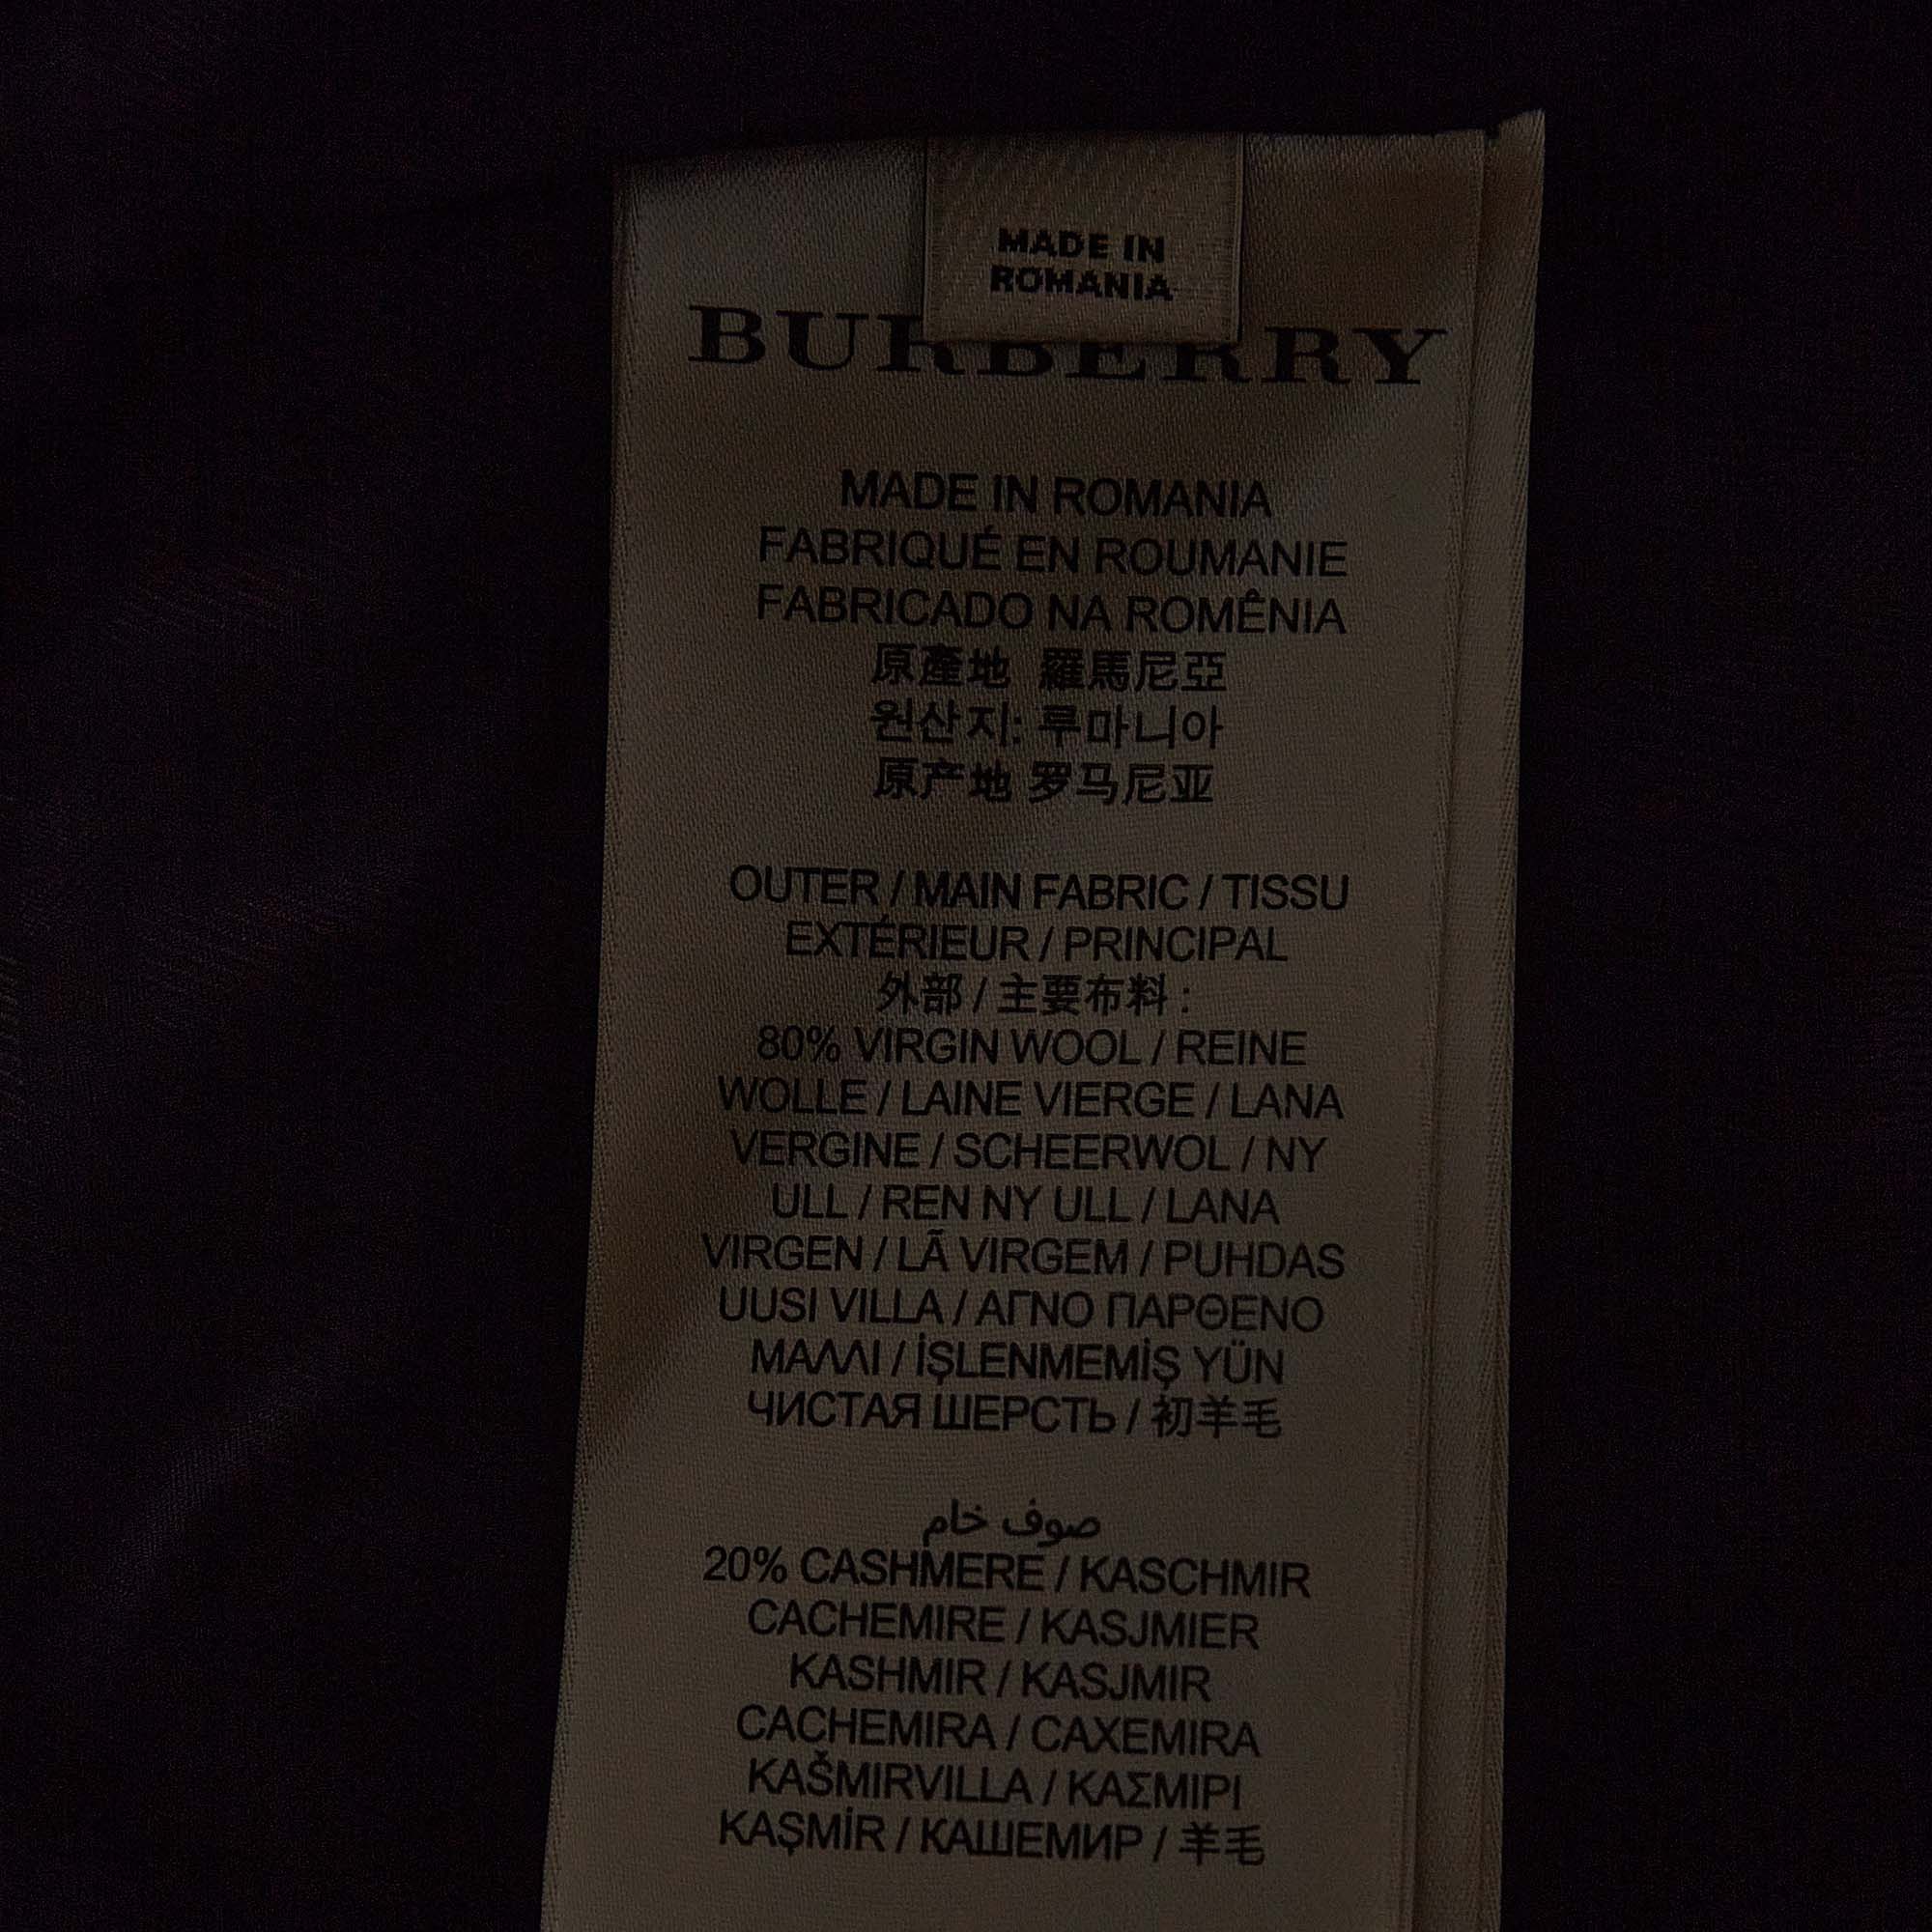 MADE IN
ROMANIA
BURBERRY
MADE IN ROMANIA
FABRIQUÉ EN ROUMANIE
FABRICADO NA ROMÊNIA
原產地 羅馬尼亞
원산지: 루마니아
原产地 罗马尼亚
OUTER / MAIN FABRIC / TISSU
EXTÉRIEUR / PRINCIPAL
外部 / 主要布料 :
80% VIRGIN WOOL / REINE
WOLLE / LAINE VIERGE / LANA
VERGINE / SCHEERWOL / NY
ULL / REN NY ULL / LANA
VIRGEN / LÃ VIRGEM / PUHDAS
UUSI VILLA / ΑΓΝΟ ΠΑΡΘΕΝΟ
ΜΑΛΛΙ / İŞLENMEMİŞ YÜN
ЧИСТАЯ ШЕРСТЬ / 初羊毛
صوف خام
20% CASHMERE / KASCHMIR
CACHEMIRE / KASJMIER
KASHMIR / KASJMIR
CACHEMIRA / CAXEMIRA
KAŠMIRVILLA / ΚΑΣΜΙΡΙ
KAŞMİR / КАШЕМИР / 羊毛